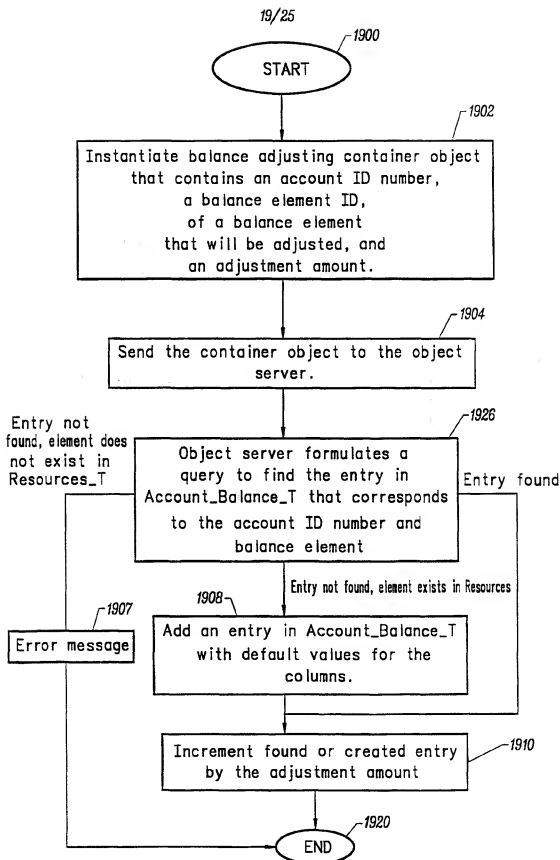 19/25
1900
START
1902
Instantiate balance adjusting container object
that contains an account ID number,
a balance element ID,
of a balance element
that will be adjusted, and
an adjustment amount.
1904
Send the container object to the object
server.
1926
Entry not
found, element does
not exist in
Resources_T
Object server formulates a
query to find the entry in
Account_Balance_T that corresponds
to the account ID number and
balance element
Entry found
Entry not found, element exists in Resources
1907
Error message
1908
Add an entry in Account_Balance_T
with default values for the
columns.
1910
Increment found or created entry
by the adjustment amount
1920
END